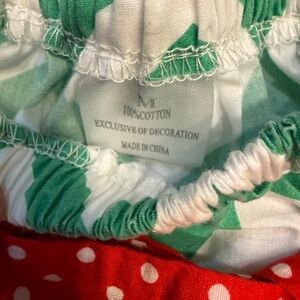 100%COTTON
EXCLUSIVE OF DECORATION
MADE IN CHINA